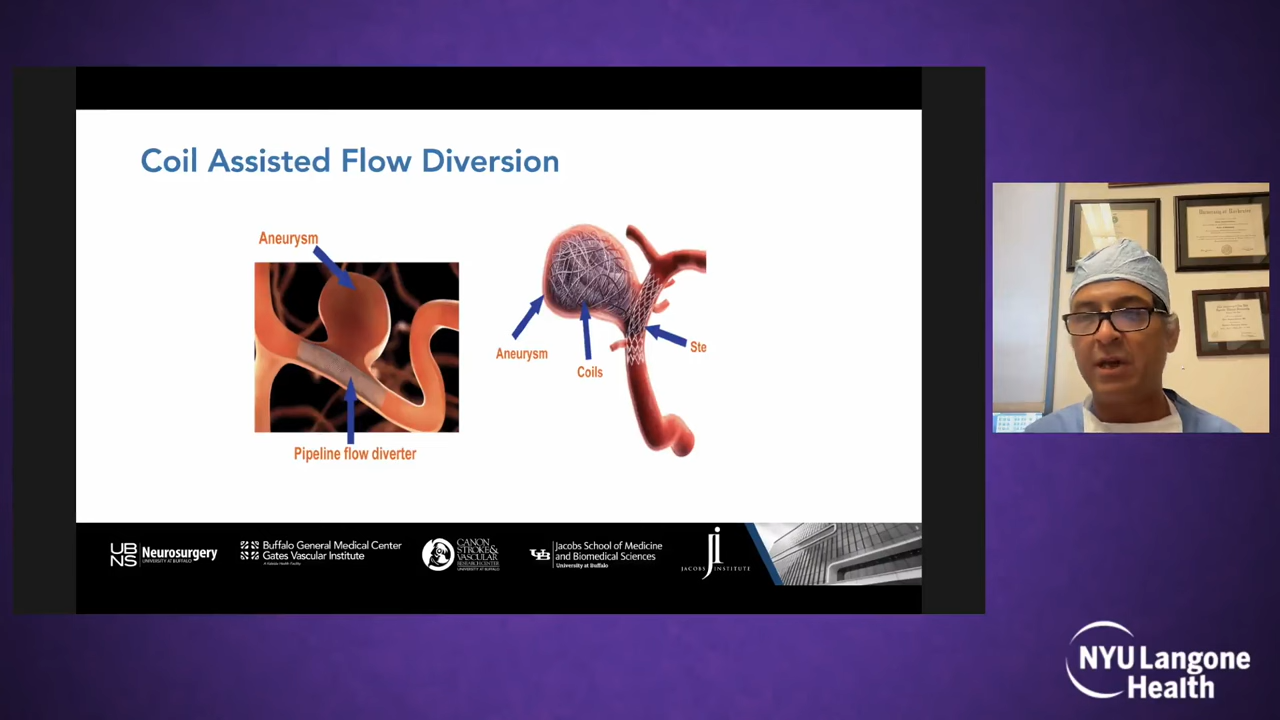 Coil Assisted Flow Diversion
Aneurysm
Pipeline flow diverter
Aneurysm
Coils
Ste
UB
NS
Neurosurgery
UNIVERSITY AT BUFFALO
Buffalo General Medical Center
Gates Vascular Institute
A Kaleida Health Facility
CANON
STROKE &
VASCULAR
RESEARCH CENTER
UNIVERSITY AT BUFFALO
UB
Jacobs School of Medicine
and Biomedical Sciences
University at Buffalo
JACOBS INSTITUTE
NYU Langone
Health